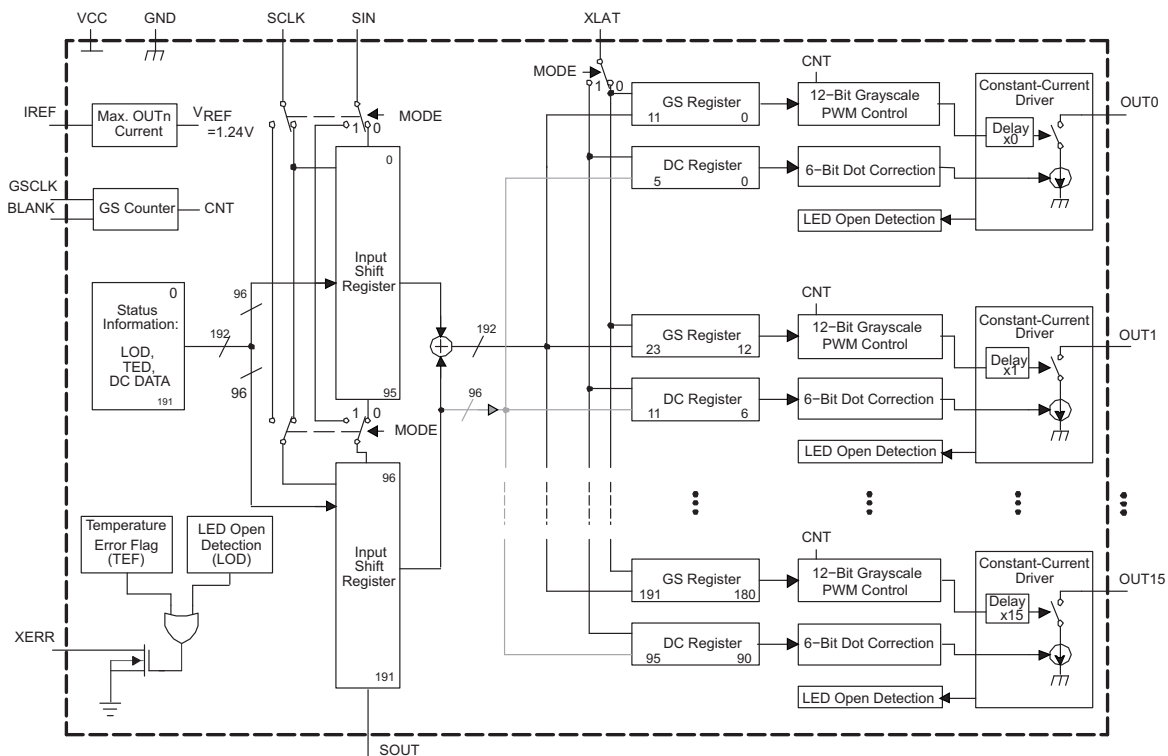 VCC
GND
SCLK
SIN
XLAT
MODE
1 0
CNT
GS Register
11 0
12−Bit Grayscale
PWM Control
Constant-Current
Driver
Delay
x0
OUT0
IREF
Max. OUTn
Current
VREF
=1.24V
1 0
MODE
DC Register
5 0
6−Bit Dot Correction
LED Open Detection
GSCLK
BLANK
GS Counter
CNT
0
Input
Shift
Register
95
0
Status
Information:
LOD,
TED,
DC DATA
191
192
96
96
192
96
1 0
MODE
CNT
GS Register
23 12
12−Bit Grayscale
PWM Control
Constant-Current
Driver
Delay
x1
OUT1
DC Register
11 6
6−Bit Dot Correction
LED Open Detection
96
Input
Shift
Register
191
Temperature
Error Flag
(TEF)
LED Open
Detection
(LOD)
XERR
CNT
GS Register
191 180
12−Bit Grayscale
PWM Control
Constant-Current
Driver
Delay
x15
OUT15
DC Register
95 90
6−Bit Dot Correction
LED Open Detection
SOUT